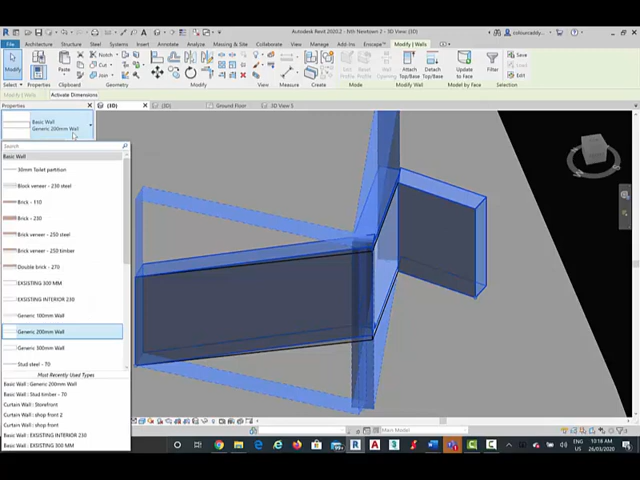 Autodesk Revit 2020.2 - Nth Newtown 2 - 3D View: {3D}
File Architecture Structure Steel Systems Insert Annotate Analyze Massing & Site Collaborate View Manage Add-Ins Enscape™ Modify | Walls
Modify
Paste
Notch
Cut
Join
Attach Top/Base
Detach Top/Base
Update to Face
Filter
Save
Edit
Select Properties Clipboard Geometry Modify View Measure Create Mode Modify Wall
Modify | Walls Activate Dimensions
Properties
{3D}
{3D}
Ground Floor
3D View 5
Basic Wall
Generic 200mm Wall
Search
Basic Wall
30mm Toilet partition
Block veneer - 230 steel
Brick - 110
Brick - 230
Brick veneer - 250 steel
Brick veneer - 250 timber
Double brick - 270
EXSISTING 300 MM
EXSISTING INTERIOR 230
Generic 100mm Wall
Generic 200mm Wall
Generic 300mm Wall
Stud steel - 70
Most Recently Used Types
Basic Wall : Generic 200mm Wall
Basic Wall : Stud timber - 70
Curtain Wall : Storefront
Curtain Wall : shop front 2
Curtain Wall : shop front
Basic Wall : EXSISTING INTERIOR 230
Basic Wall : EXSISTING 300 MM
Main Model
ENG
US
10:18 AM
26/03/2020